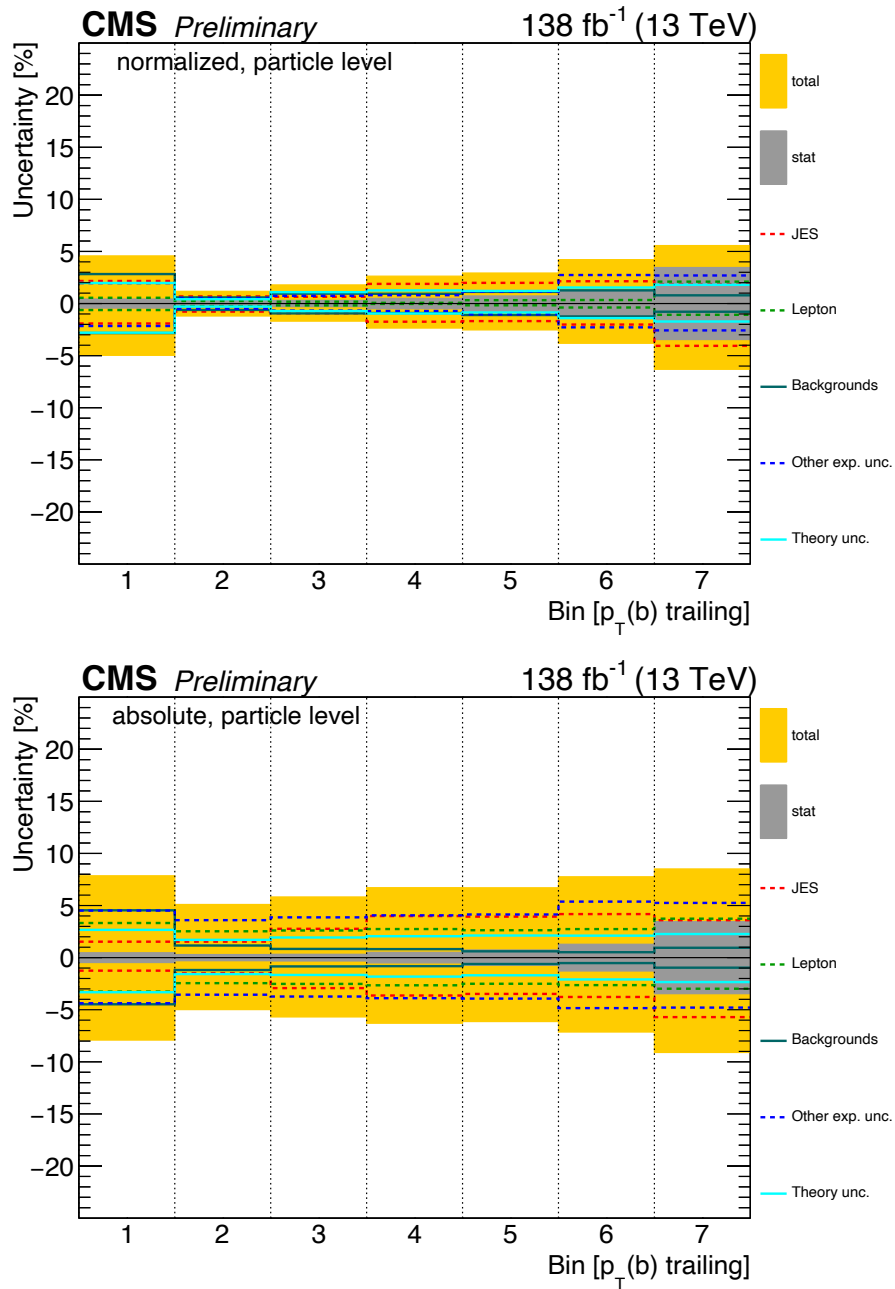 CMS Preliminary 138 fb⁻¹ (13 TeV)
normalized, particle level
Uncertainty [%]
20
15
10
5
0
−5
−10
−15
−20
1 2 3 4 5 6 7
Bin [p_T(b) trailing]
total
stat
JES
Lepton
Backgrounds
Other exp. unc.
Theory unc.
CMS Preliminary 138 fb⁻¹ (13 TeV)
absolute, particle level
Uncertainty [%]
20
15
10
5
0
−5
−10
−15
−20
1 2 3 4 5 6 7
Bin [p_T(b) trailing]
total
stat
JES
Lepton
Backgrounds
Other exp. unc.
Theory unc.